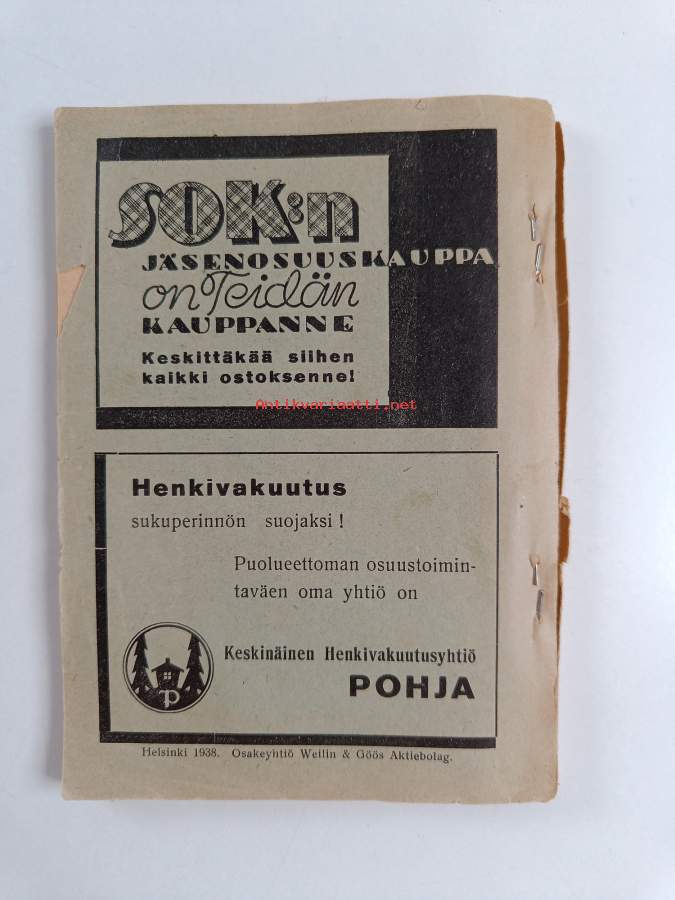 SOK:n
JÄSENOSUUSKAUPPA
on Teidän
KAUPPANNE
Keskittäkää siihen
kaikki ostoksenne!
Antikvariaatti.net
Henkivakuutus
sukuperinnön suojaksi!
Puolueettoman osuustoimin-
taväen oma yhtiö on
P
Keskinäinen Henkivakuutusyhtiö
POHJA
Helsinki 1938. Osakeyhtiö Weilin & Göös Aktiebolag.